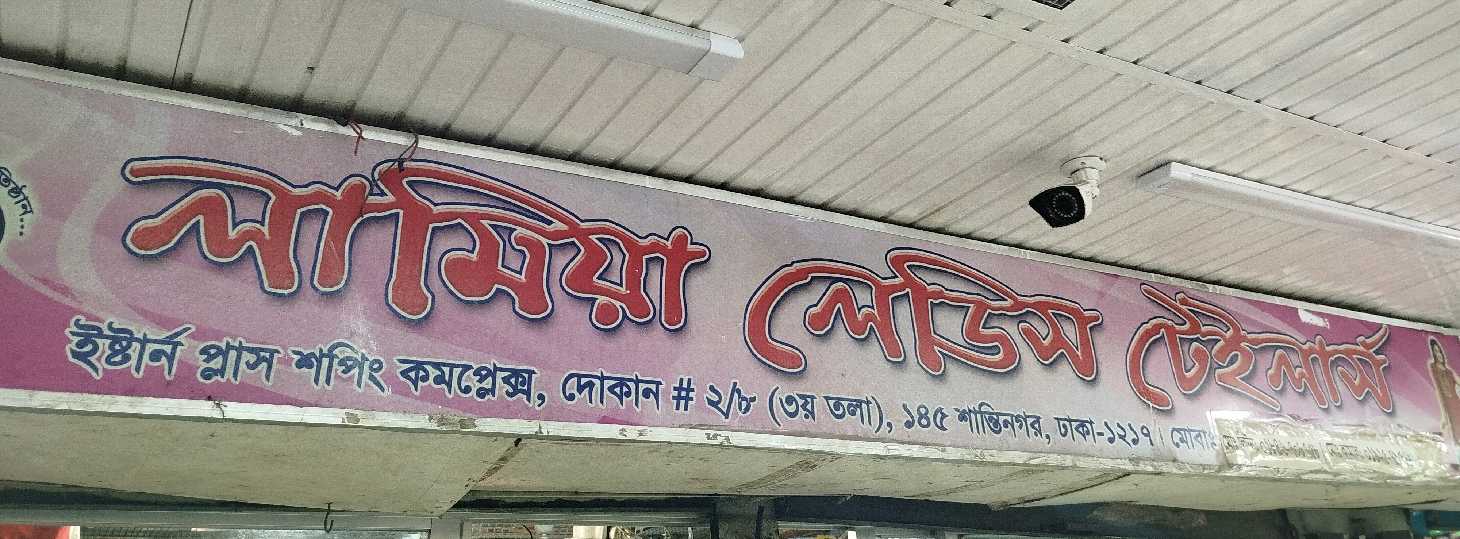 লামিয়া লেডিস টেইলার্স
ইষ্টার্ন প্লাস শপিং কমপ্লেক্স, দোকান # ২/৮ (৩য় তলা), ১৪৫ শান্তিনগর, ঢাকা-১২১৭।